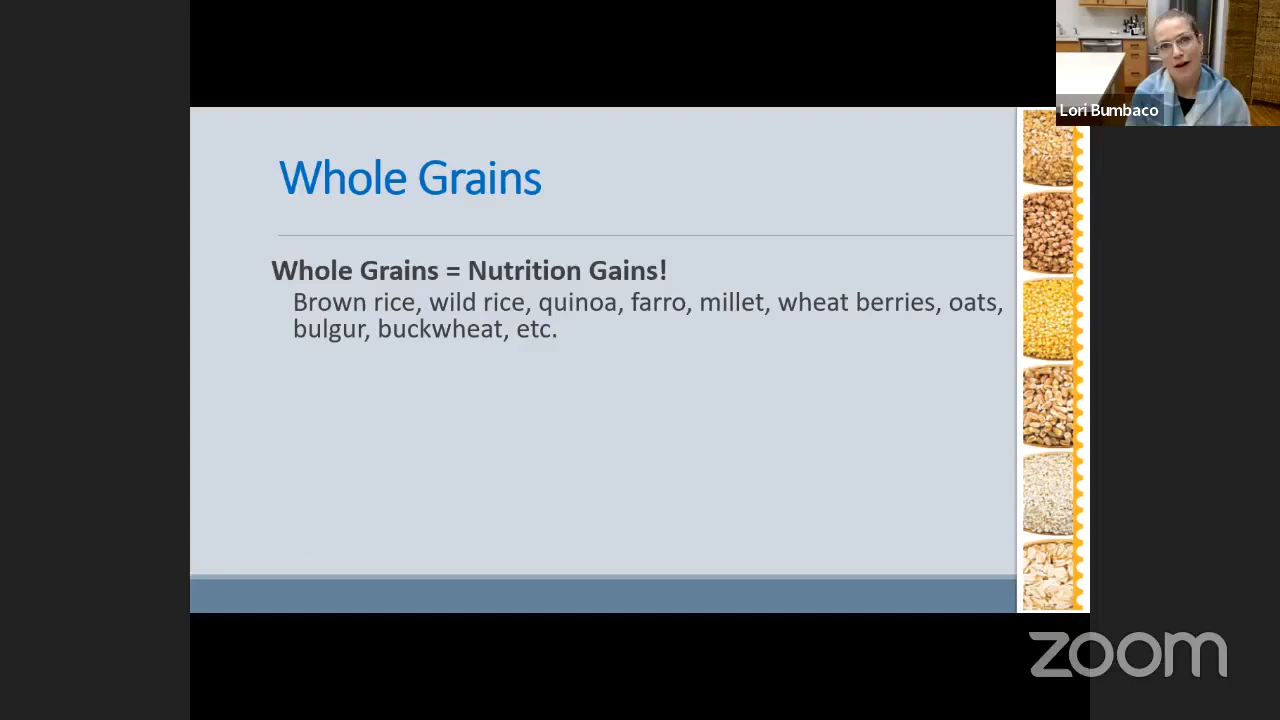 Lori Bumbaco
Whole Grains
Whole Grains = Nutrition Gains!
Brown rice, wild rice, quinoa, farro, millet, wheat berries, oats,
bulgur, buckwheat, etc.
zoom